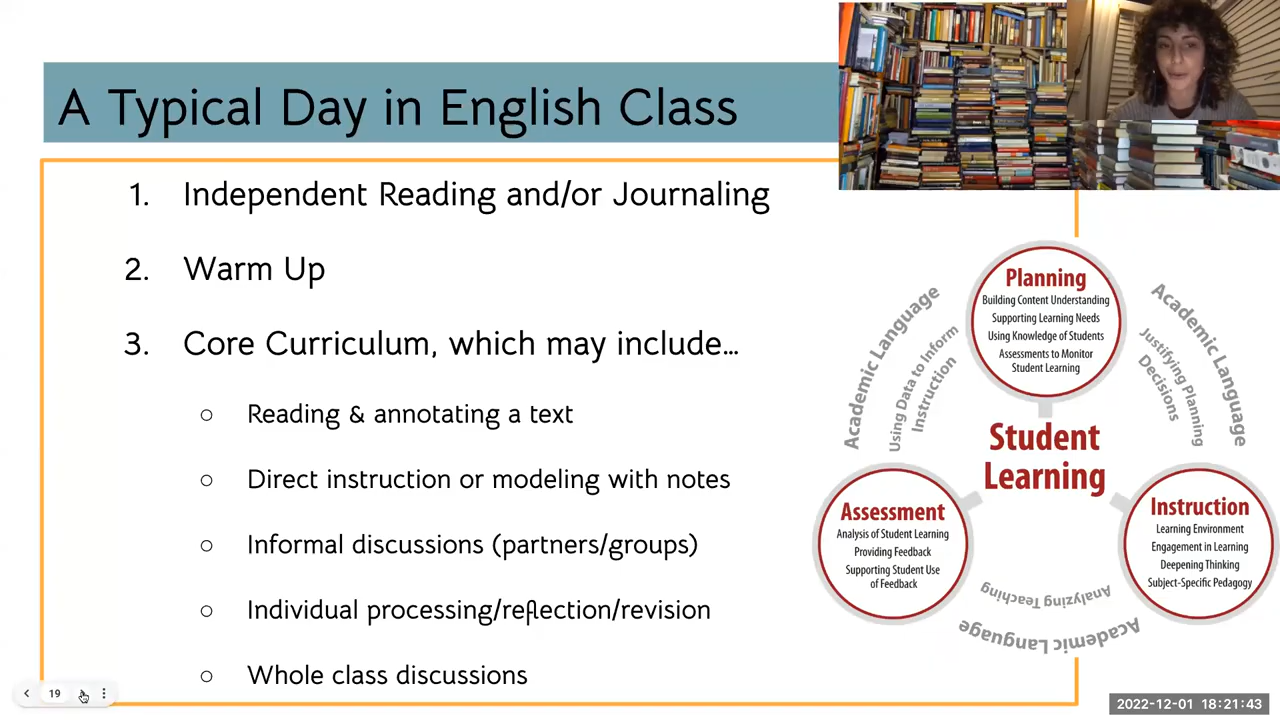 A Typical Day in English Class
1. Independent Reading and/or Journaling
2. Warm Up
3. Core Curriculum, which may include...
○ Reading & annotating a text
○ Direct instruction or modeling with notes
○ Informal discussions (partners/groups)
○ Individual processing/reflection/revision
○ Whole class discussions
Planning
Building Content Understanding
Supporting Learning Needs
Using Knowledge of Students
Assessments to Monitor
Student Learning
Academic Language
Using Data to Inform
Instruction
Academic Language
Justifying Planning
Decisions
Student
Learning
Assessment
Analysis of Student Learning
Providing Feedback
Supporting Student Use
of Feedback
Instruction
Learning Environment
Engagement in Learning
Deepening Thinking
Subject-Specific Pedagogy
Analyzing Teaching
Academic Language
19
2022-12-01 18:21:43